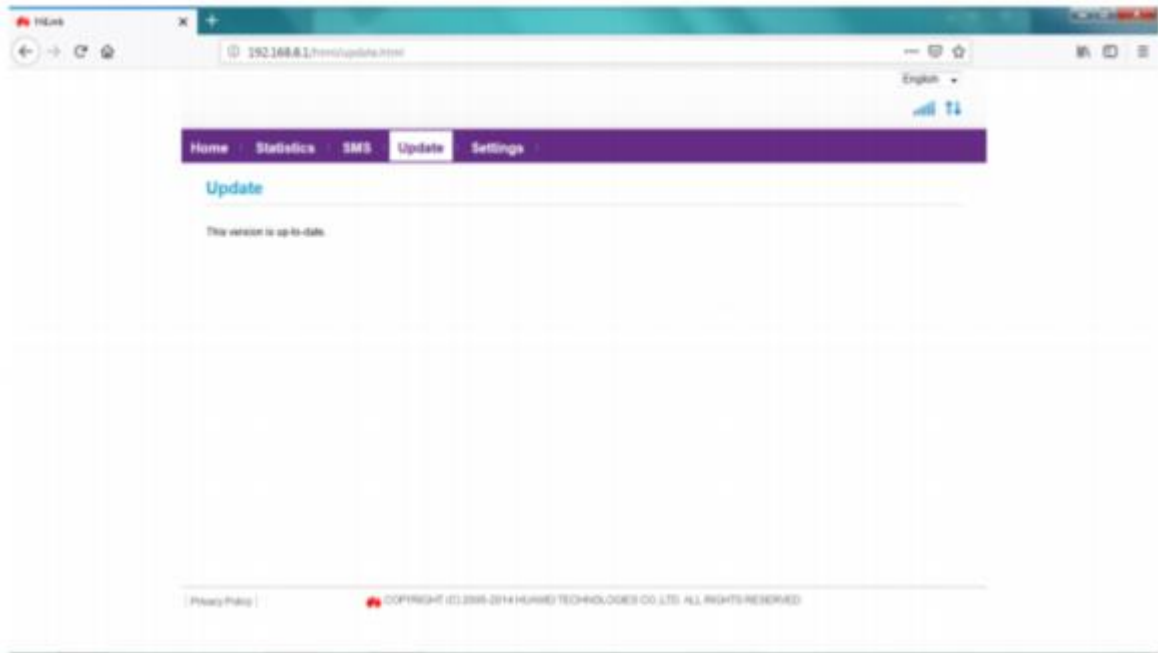 HiLink
192.168.8.1/html/update.html
English
Home Statistics SMS Update Settings
Update
This version is up-to-date.
Privacy Policy
COPYRIGHT (C) 2006-2014 HUAWEI TECHNOLOGIES CO.,LTD. ALL RIGHTS RESERVED